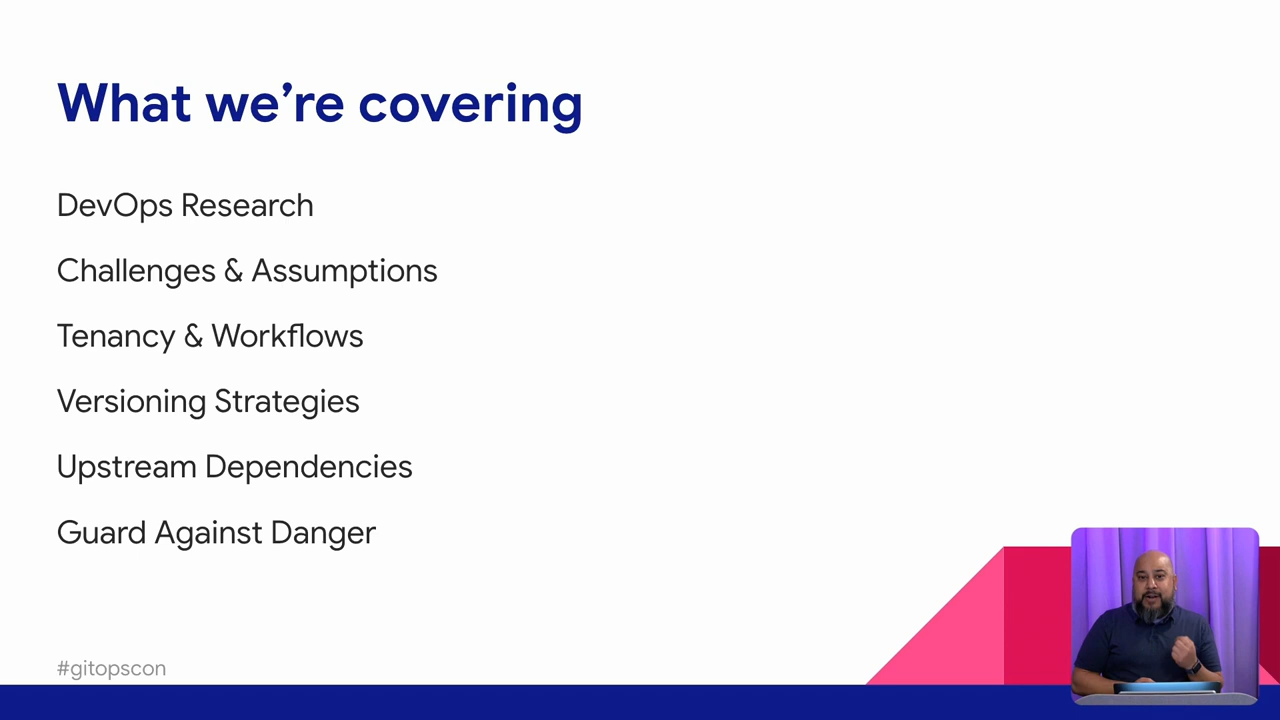 What we’re covering
DevOps Research
Challenges & Assumptions
Tenancy & Workflows
Versioning Strategies
Upstream Dependencies
Guard Against Danger
#gitopscon